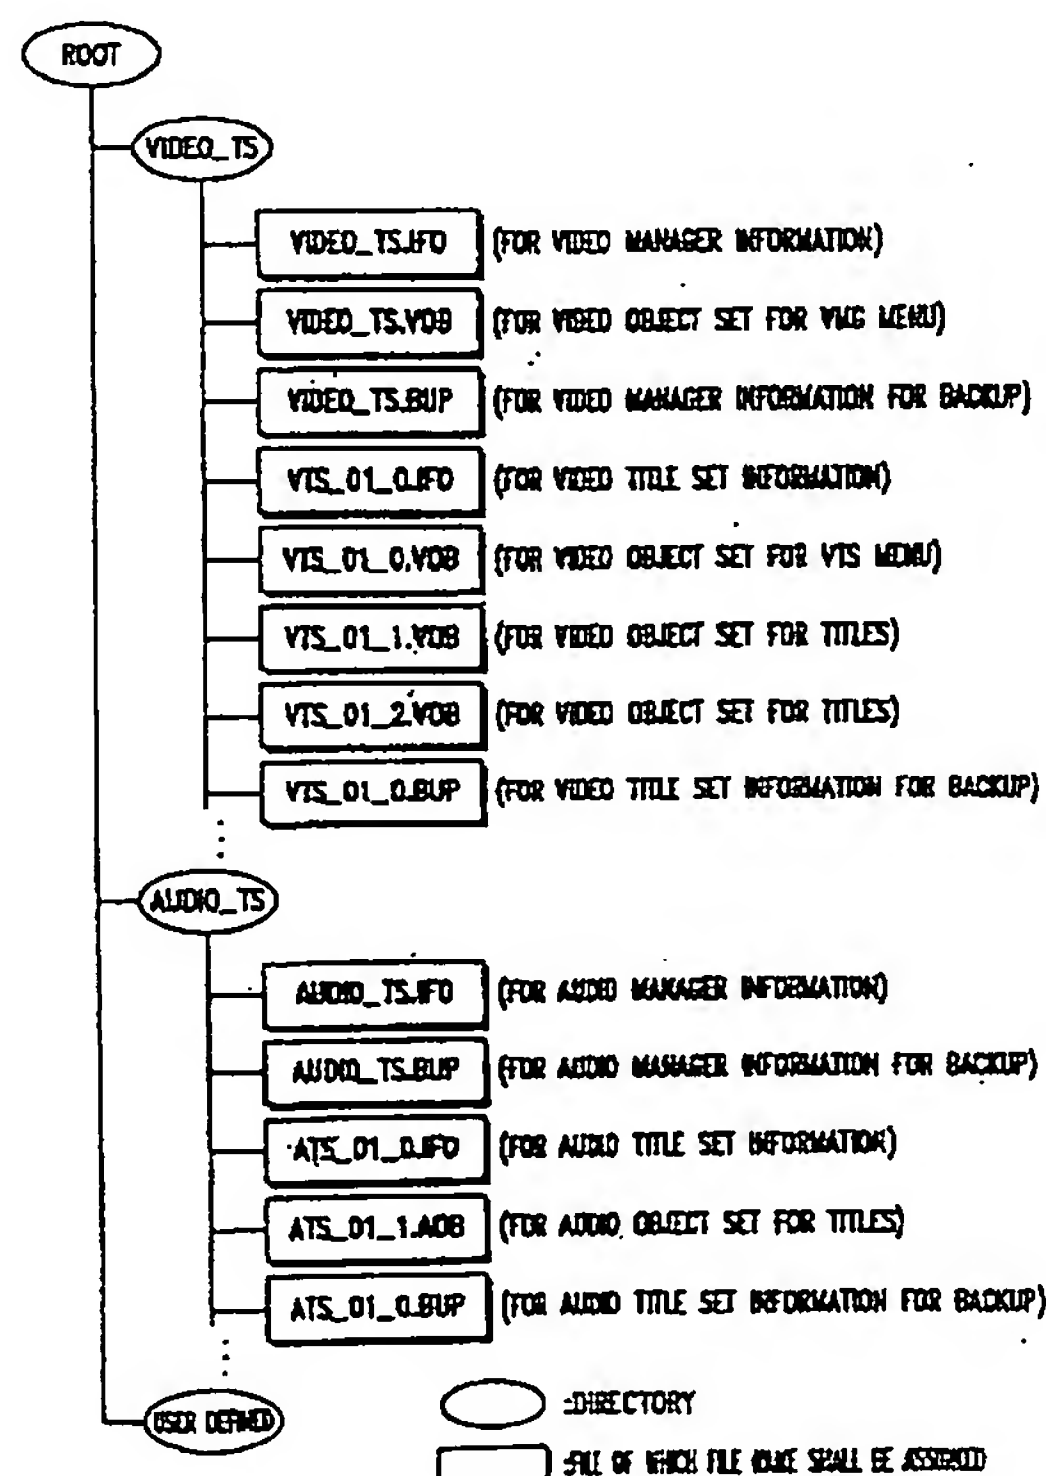 ROOT
VIDEO_TS
VIDEO_TS.IFO (FOR VIDEO MANAGER INFORMATION)
VIDEO_TS.VOB (FOR VIDEO OBJECT SET FOR VMG MENU)
VIDEO_TS.BUP (FOR VIDEO MANAGER INFORMATION FOR BACKUP)
VTS_01_0.IFO (FOR VIDEO TITLE SET INFORMATION)
VTS_01_0.VOB (FOR VIDEO OBJECT SET FOR VTS MENU)
VTS_01_1.VOB (FOR VIDEO OBJECT SET FOR TITLES)
VTS_01_2.VOB (FOR VIDEO OBJECT SET FOR TITLES)
VTS_01_0.BUP (FOR VIDEO TITLE SET INFORMATION FOR BACKUP)
AUDIO_TS
AUDIO_TS.IFO (FOR AUDIO MANAGER INFORMATION)
AUDIO_TS.BUP (FOR AUDIO MANAGER INFORMATION FOR BACKUP)
ATS_01_0.IFO (FOR AUDIO TITLE SET INFORMATION)
ATS_01_1.AOB (FOR AUDIO OBJECT SET FOR TITLES)
ATS_01_0.BUP (FOR AUDIO TITLE SET INFORMATION FOR BACKUP)
USER DEFINED
:DIRECTORY
:FILE OF WHICH FILE NAME SHALL BE ASSIGNED